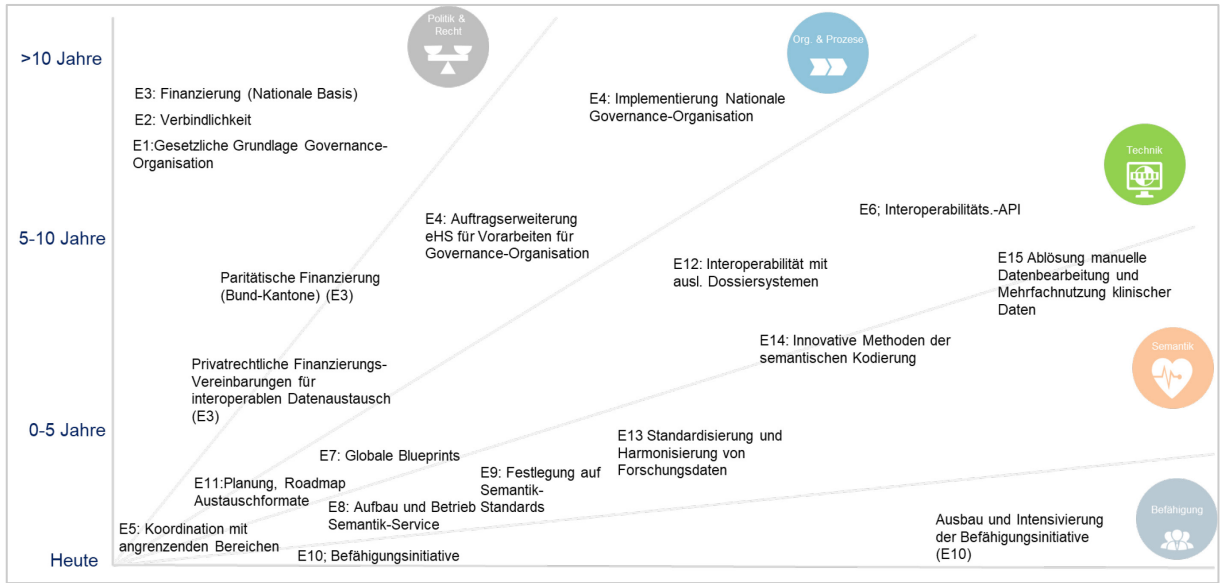 Politik &
Recht
Org. & Prozese
>10 Jahre
E3: Finanzierung (Nationale Basis)
E2: Verbindlichkeit
E1:Gesetzliche Grundlage Governance-
Organisation
E4: Implementierung Nationale
Governance-Organisation
Technik
5-10 Jahre
E4: Auftragserweiterung
eHS für Vorarbeiten für
Governance-Organisation
E6; Interoperabilitäts.-API
Paritätische Finanzierung
(Bund-Kantone) (E3)
E12: Interoperabilität mit
ausl. Dossiersystemen
E15 Ablösung manuelle
Datenbearbeitung und
Mehrfachnutzung klinischer
Daten
E14: Innovative Methoden der
semantischen Kodierung
Semantik
Privatrechtliche Finanzierungs-
Vereinbarungen für
interoperablen Datenaustausch
(E3)
0-5 Jahre
E7: Globale Blueprints
E13 Standardisierung und
Harmonisierung von
Forschungsdaten
E11:Planung, Roadmap
Austauschformate
E9: Festlegung auf
Semantik-
Standards
E8: Aufbau und Betrieb
Semantik-Service
E5: Koordination mit
angrenzenden Bereichen
E10; Befähigungsinitiative
Ausbau und Intensivierung
der Befähigungsinitiative
(E10)
Befähigung
Heute